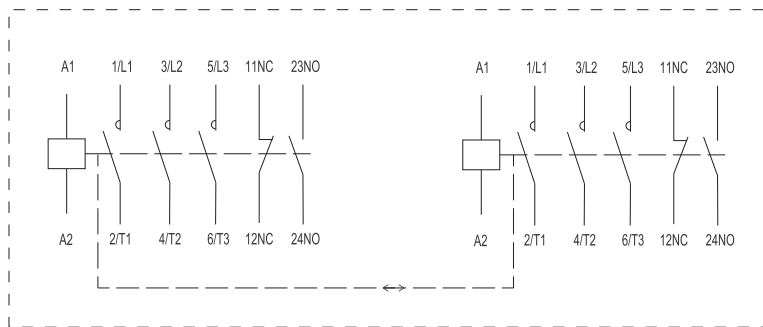 A1 1/L1 3/L2 5/L3 11NC 23NO A1 1/L1 3/L2 5/L3 11NC 23NO
A2 2/T1 4/T2 6/T3 12NC 24NO A2 2/T1 4/T2 6/T3 12NC 24NO